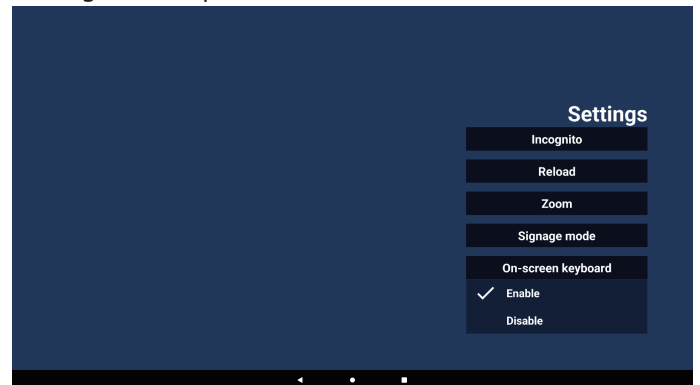 Settings
Incognito
Reload
Zoom
Signage mode
On-screen keyboard
Enable
Disable